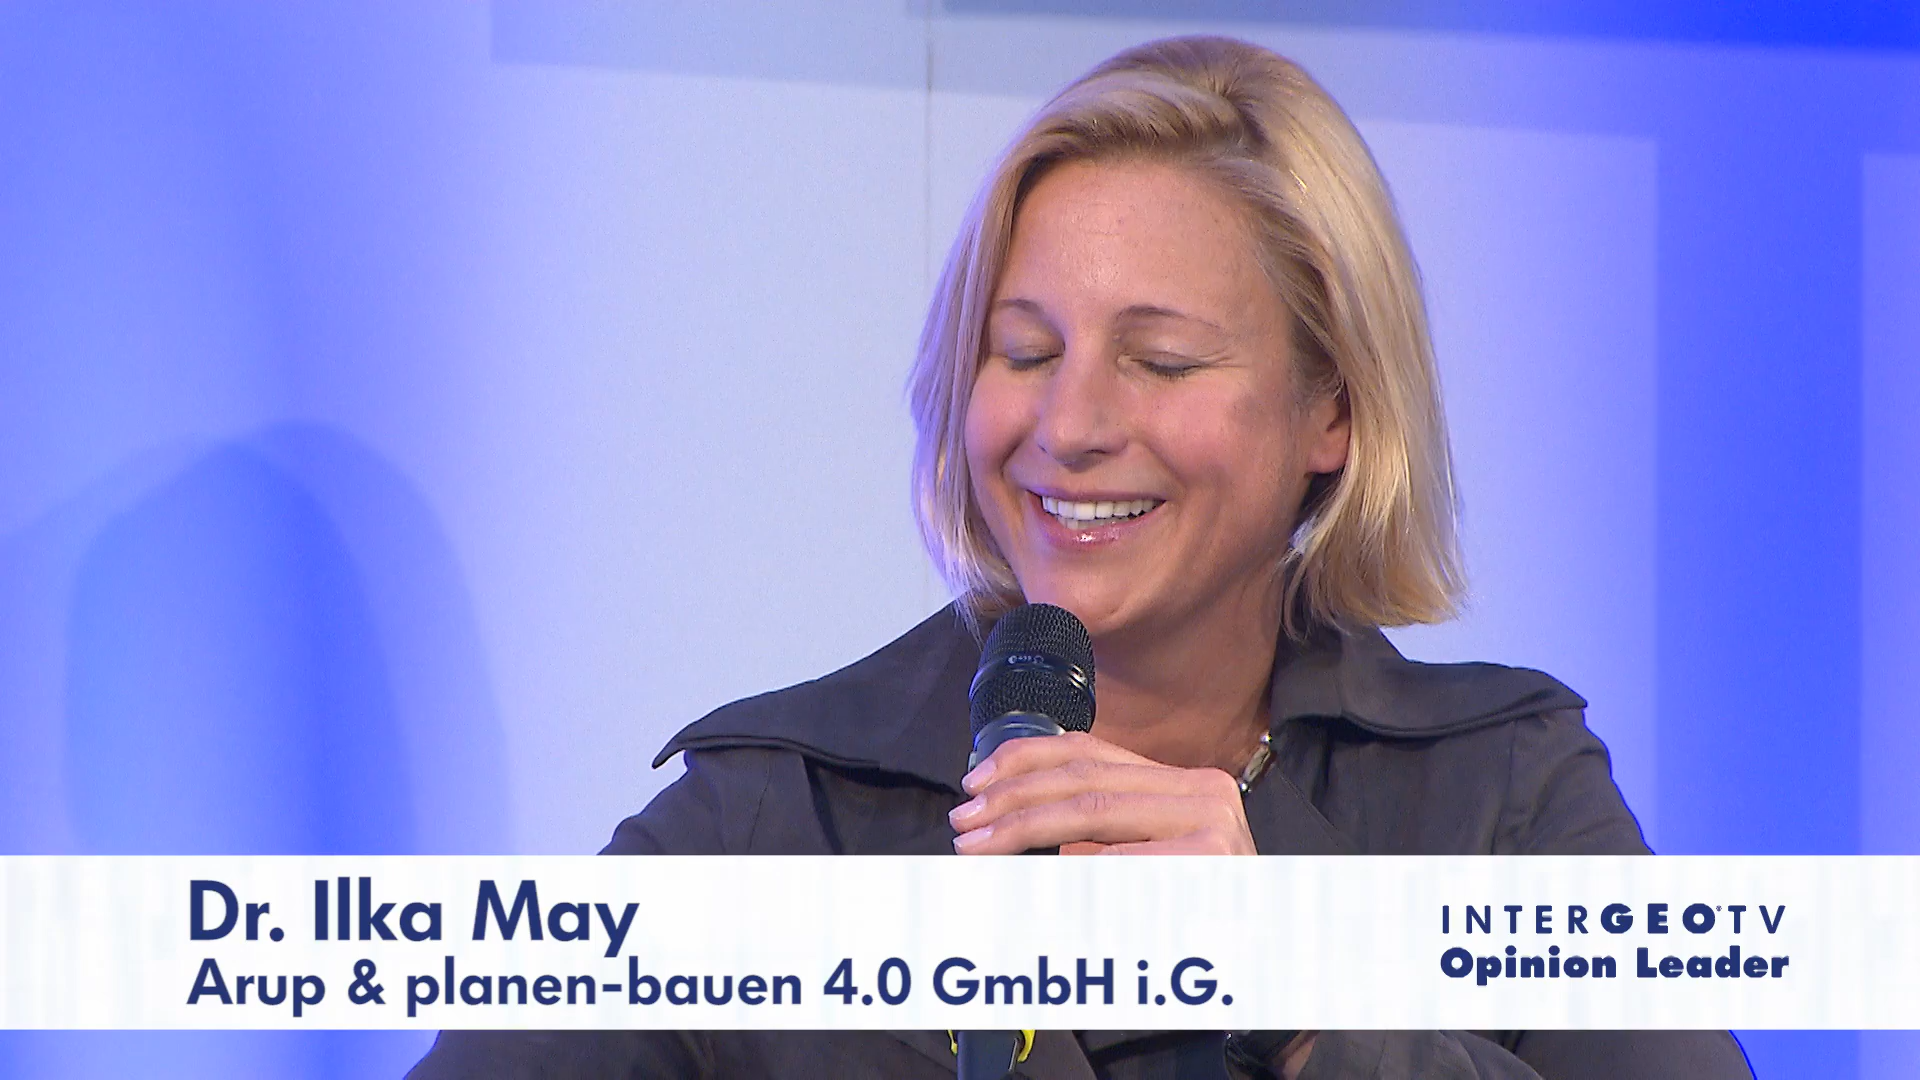 Dr. Ilka May
Arup & planen-bauen 4.0 GmbH i.G.
INTERGEO®TV
Opinion Leader